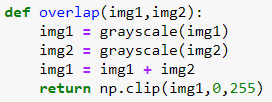 def overlap(img1,img2):
    img1 = grayscale(img1)
    img2 = grayscale(img2)
    img1 = img1 + img2
    return np.clip(img1,0,255)